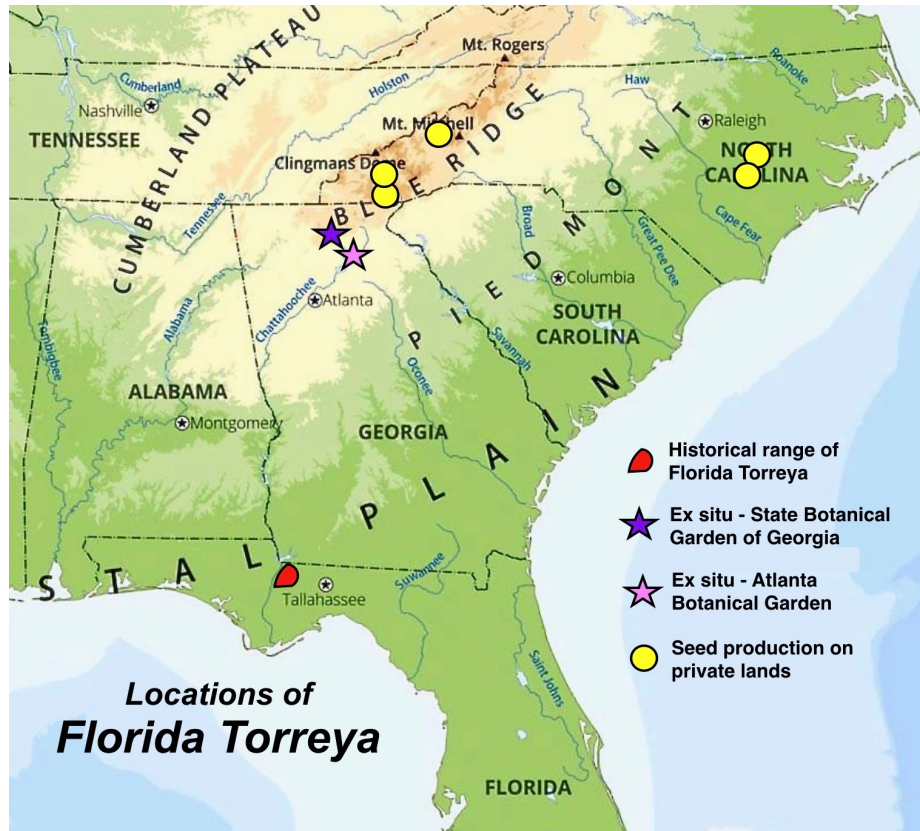 CUMBERLAND PLATEAU
Mt. Rogers
Roanoke
Cumberland
Holston
Haw
Nashville
TENNESSEE
Mt. Mitchell
Raleigh
Clingmans Dome
NORTH
CAROLINA
BLUE RIDGE
PIEDMONT
Tennessee
Broad
Cape Fear
Great Pee Dee
Columbia
Chattahoochee
Atlanta
Alabama
Tombigbee
SOUTH
CAROLINA
Savannah
Oconee
ALABAMA
Montgomery
GEORGIA
STAL PLAIN
Historical range of
Florida Torreya
Ex situ - State Botanical
Garden of Georgia
Ex situ - Atlanta
Botanical Garden
Seed production on
private lands
Suwannee
Tallahassee
Saint Johns
Locations of
Florida Torreya
FLORIDA